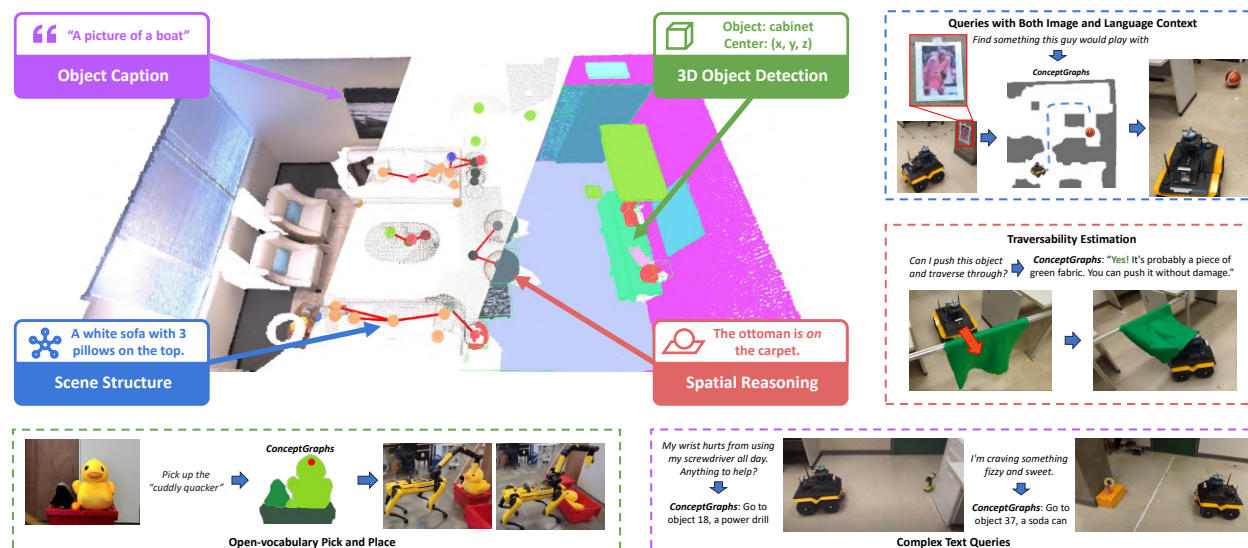 “A picture of a boat”
Object Caption
Object: cabinet
Center: (x, y, z)
3D Object Detection
A white sofa with 3
pillows on the top.
Scene Structure
The ottoman is on
the carpet.
Spatial Reasoning
Queries with Both Image and Language Context
Find something this guy would play with
ConceptGraphs
Traversability Estimation
Can I push this object
and traverse through?
ConceptGraphs: “Yes! It's probably a piece of
green fabric. You can push it without damage.”
ConceptGraphs
Pick up the
“cuddly quacker”
Open-vocabulary Pick and Place
My wrist hurts from using
my screwdriver all day.
Anything to help?
ConceptGraphs: Go to
object 18, a power drill
I'm craving something
fizzy and sweet.
ConceptGraphs: Go to
object 37, a soda can
Complex Text Queries